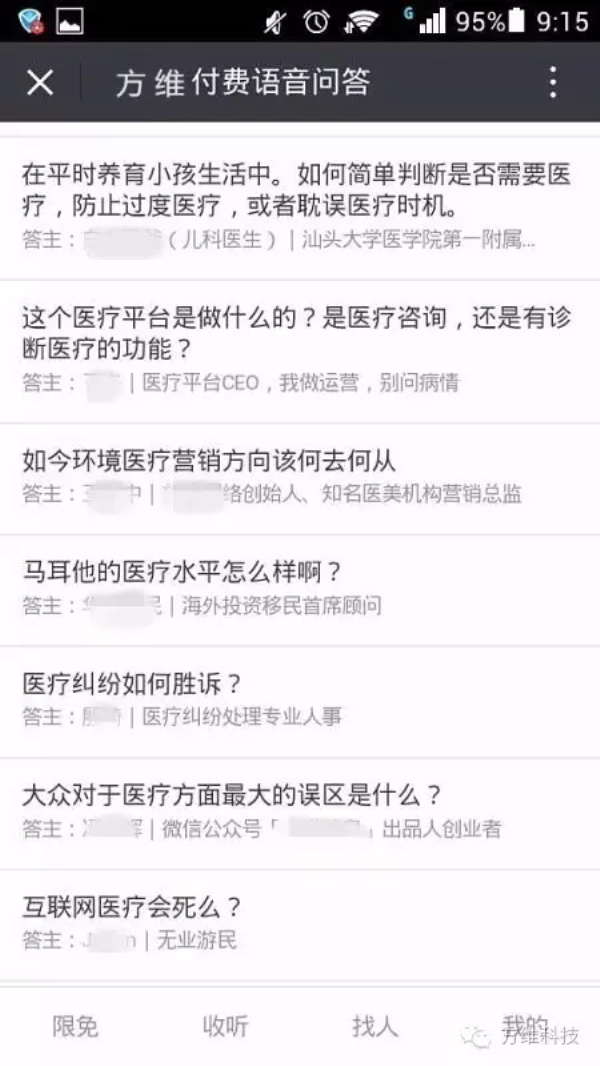 G 95% 9:15
方维付费语音问答
在平时养育小孩生活中。如何简单判断是否需要医
疗，防止过度医疗，或者耽误医疗时机。
答主：（儿科医生）｜汕头大学医学院第一附属...
这个医疗平台是做什么的？是医疗咨询，还是有诊
断医疗的功能？
答主：｜医疗平台CEO，我做运营，别问病情
如今环境医疗营销方向该何去何从
答主：中｜络创始人、知名医美机构营销总监
马耳他的医疗水平怎么样啊？
答主：民｜海外投资移民首席顾问
医疗纠纷如何胜诉？
答主：｜医疗纠纷处理专业人事
大众对于医疗方面最大的误区是什么？
答主：辉｜微信公众号「」出品人创业者
互联网医疗会死么？
答主：J n｜无业游民
限免 收听 找人 我的
方维科技